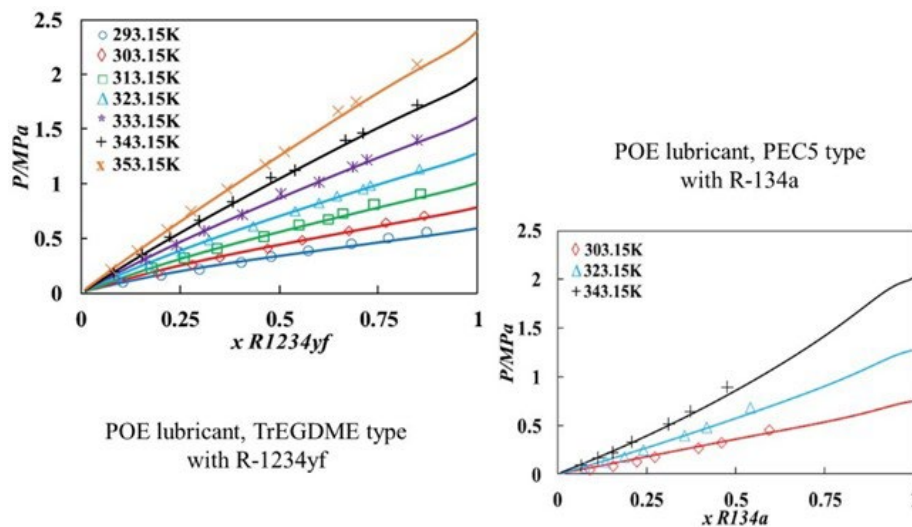 2.5
2
1.5
1
0.5
0
P/MPa
293.15K
303.15K
313.15K
323.15K
333.15K
343.15K
353.15K
0 0.25 0.5 0.75 1
x R1234yf
POE lubricant, TrEGDME type
with R-1234yf
POE lubricant, PEC5 type
with R-134a
2.5
2
1.5
1
0.5
0
P/MPa
303.15K
323.15K
343.15K
0 0.25 0.5 0.75
x R134a